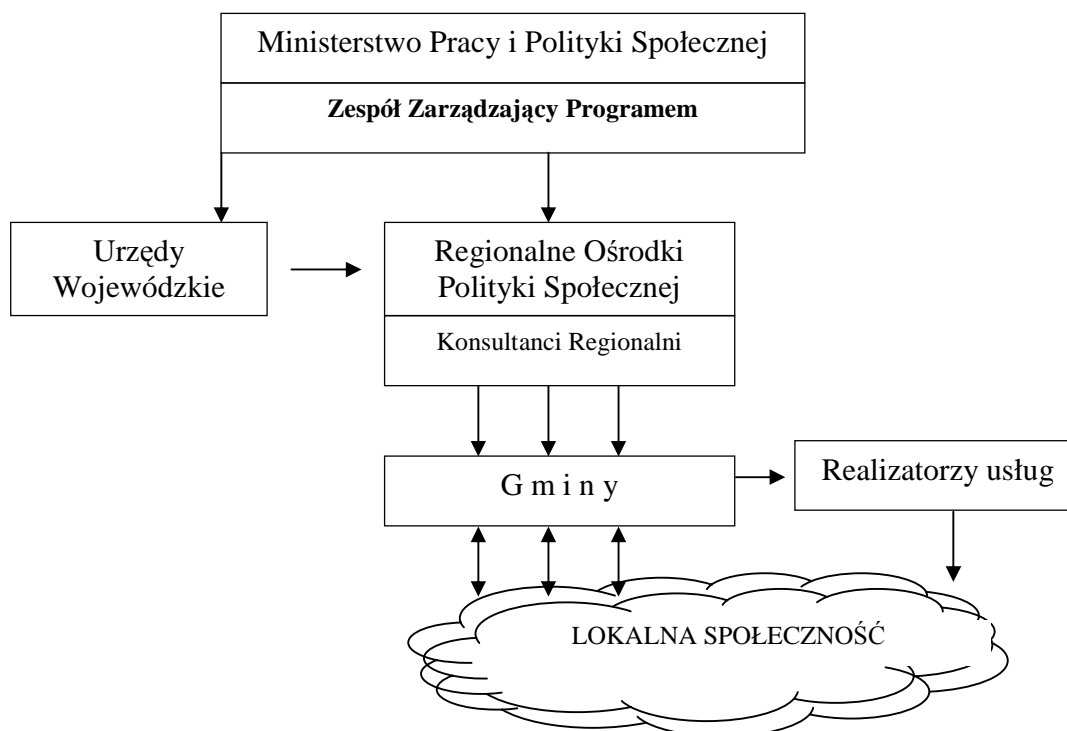 Ministerstwo Pracy i Polityki Społecznej
Zespół Zarządzający Programem
Urzędy
Wojewódzkie
Regionalne Ośrodki
Polityki Społecznej
Konsultanci Regionalni
G m i n y
Realizatorzy usług
LOKALNA SPOŁECZNOŚĆ